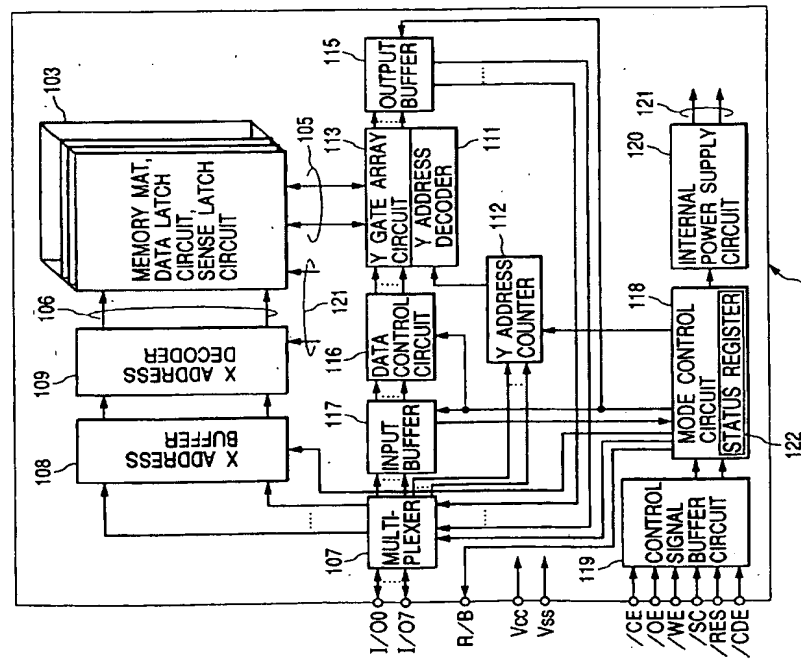 103
MEMORY MAT,
DATA LATCH
CIRCUIT,
SENSE LATCH
CIRCUIT
106
121
105
109
X ADDRESS
DECODER
108
X ADDRESS
BUFFER
115
OUTPUT
BUFFER
113
Y GATE ARRAY
CIRCUIT
Y ADDRESS
DECODER
111
116
DATA
CONTROL
CIRCUIT
117
INPUT
BUFFER
107
MULTI-
PLEXER
112
Y ADDRESS
COUNTER
I/O0
I/O7
R/B
Vcc
Vss
121
120
INTERNAL
POWER SUPPLY
CIRCUIT
118
MODE CONTROL
CIRCUIT
STATUS REGISTER
122
119
CONTROL
SIGNAL
BUFFER
CIRCUIT
/CE
/OE
/WE
/SC
/RES
/CDE